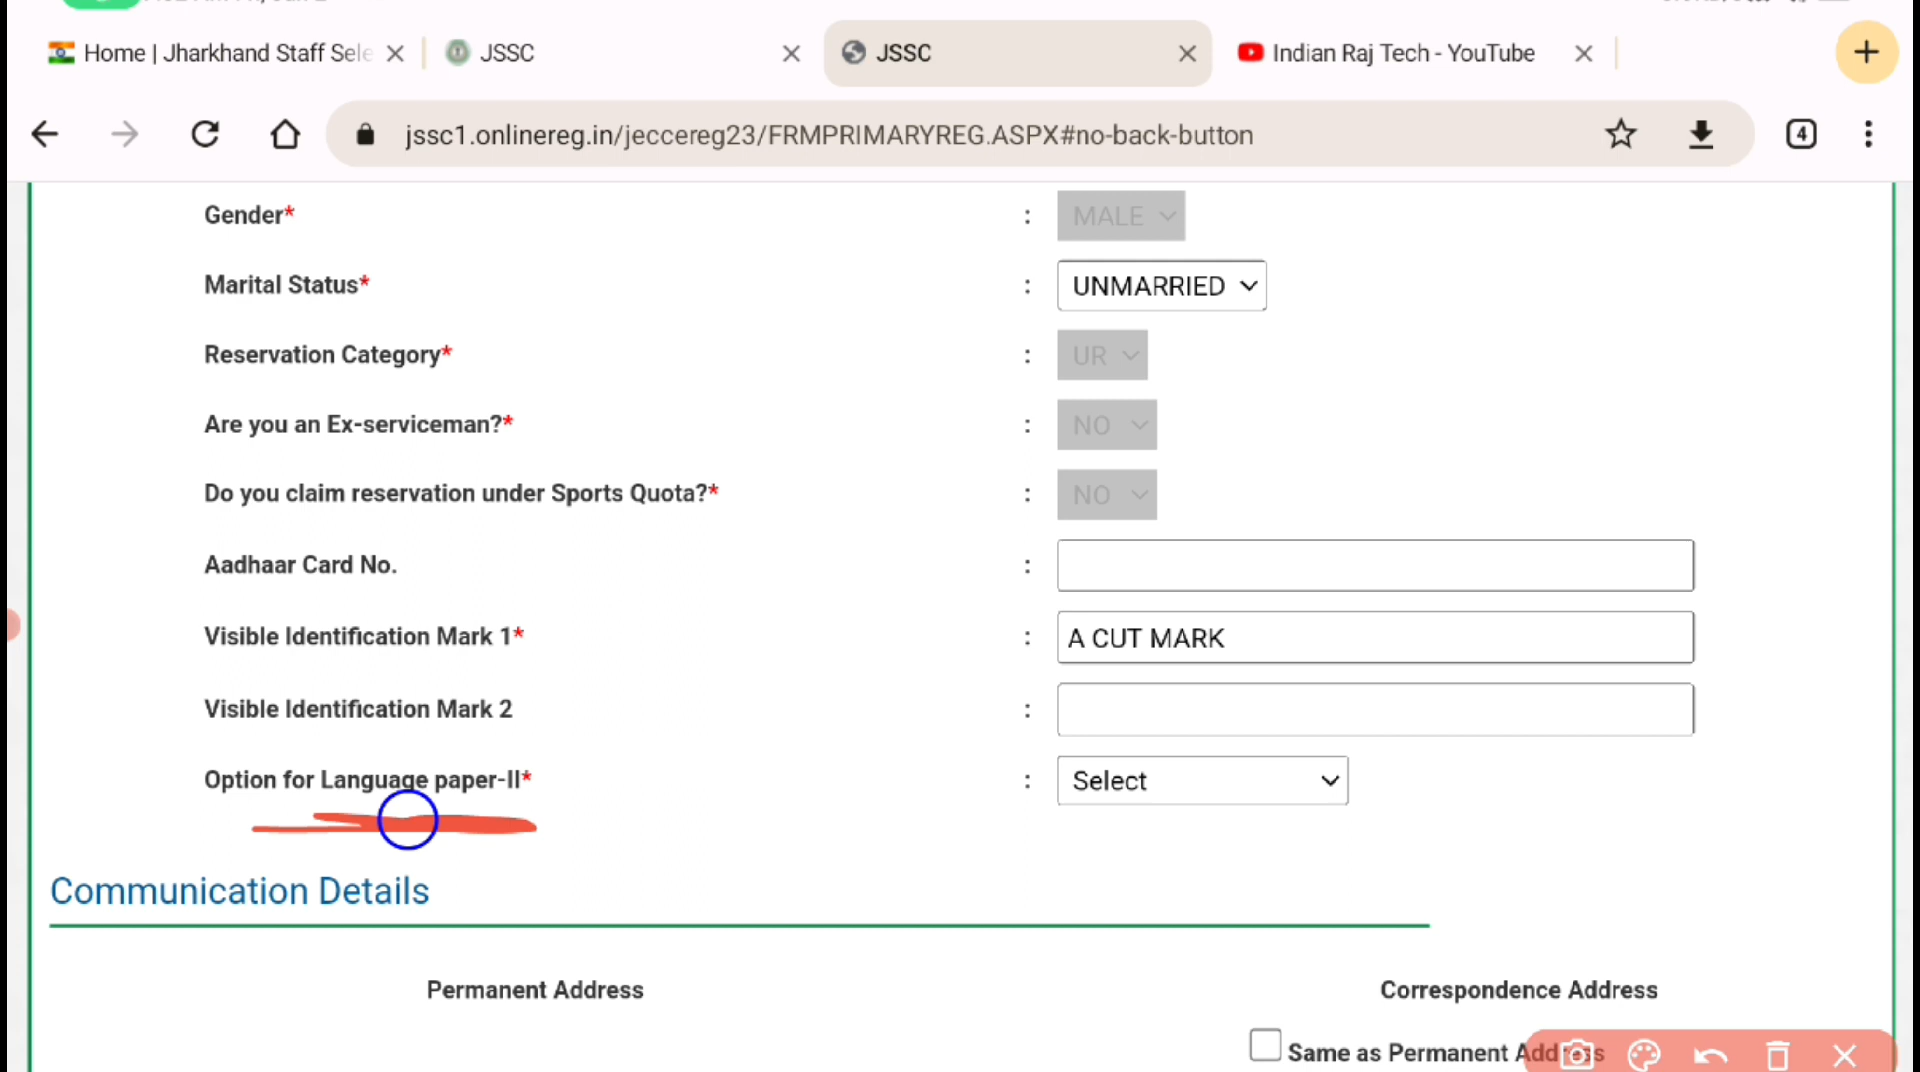 Home | Jharkhand Staff Sele
JSSC
JSSC
Indian Raj Tech - YouTube
jssc1.onlinereg.in/jeccereg23/FRMPRIMARYREG.ASPX#no-back-button
4
Gender* : MALE
Marital Status* : UNMARRIED
Reservation Category* : UR
Are you an Ex-serviceman?* : NO
Do you claim reservation under Sports Quota?* : NO
Aadhaar Card No. :
Visible Identification Mark 1* : A CUT MARK
Visible Identification Mark 2 :
Option for Language paper-II* : Select
Communication Details
Permanent Address
Correspondence Address
Same as Permanent Address